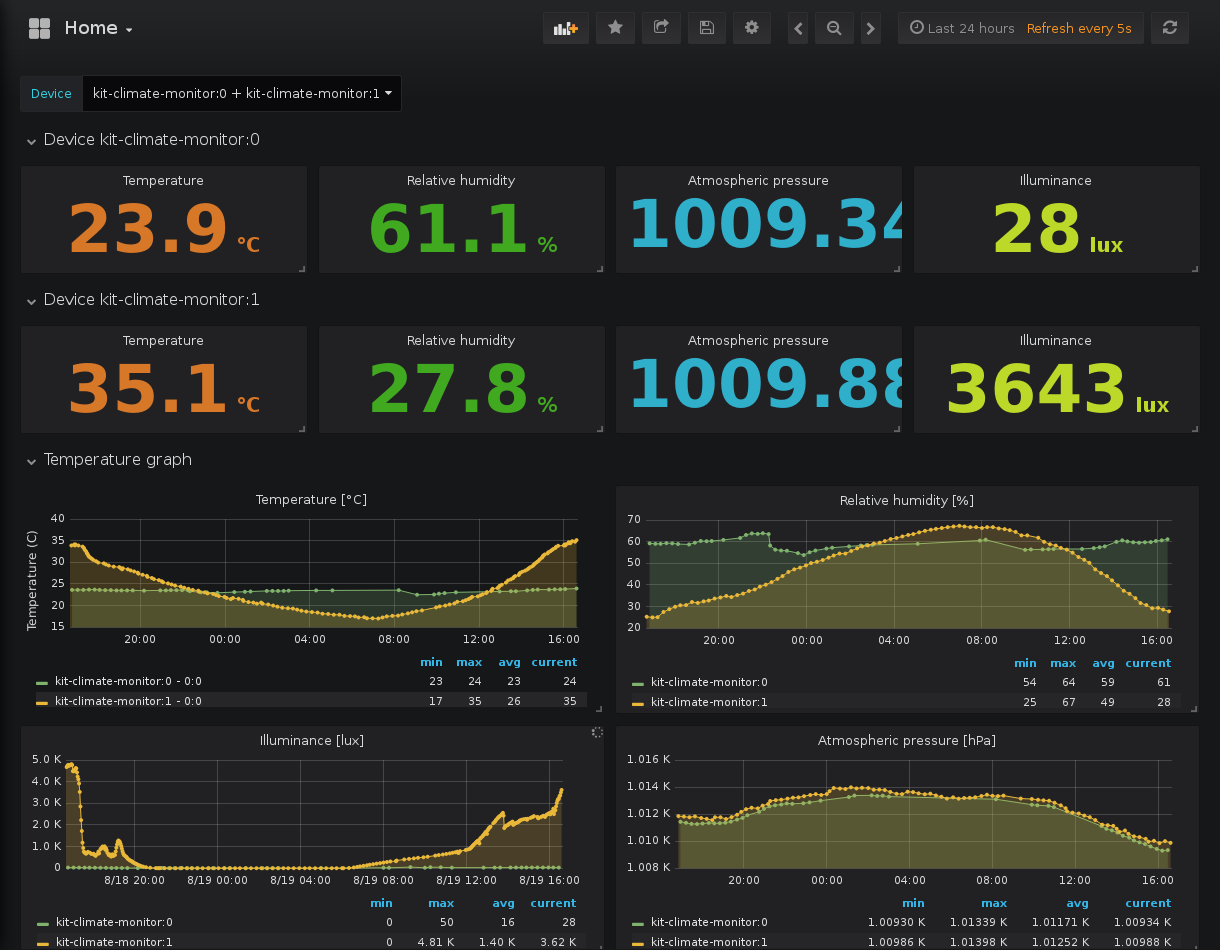 Home
Last 24 hours Refresh every 5s
Device kit-climate-monitor:0 + kit-climate-monitor:1
Device kit-climate-monitor:0
Temperature Relative humidity Atmospheric pressure Illuminance
23.9 °C 61.1 % 1009.34 28 lux
Device kit-climate-monitor:1
Temperature Relative humidity Atmospheric pressure Illuminance
35.1 °C 27.8 % 1009.88 3643 lux
Temperature graph
Temperature [°C]
Temperature (C)
40
35
30
25
20
15
20:00 00:00 04:00 08:00 12:00 16:00
min max avg current
kit-climate-monitor:0 - 0:0 23 24 23 24
kit-climate-monitor:1 - 0:0 17 35 26 35
Relative humidity [%]
70
60
50
40
30
20
20:00 00:00 04:00 08:00 12:00 16:00
min max avg current
kit-climate-monitor:0 54 64 59 61
kit-climate-monitor:1 25 67 49 28
Illuminance [lux]
5.0 K
4.0 K
3.0 K
2.0 K
1.0 K
0
8/18 20:00 8/19 00:00 8/19 04:00 8/19 08:00 8/19 12:00 8/19 16:00
min max avg current
kit-climate-monitor:0 0 50 16 28
kit-climate-monitor:1 0 4.81 K 1.40 K 3.62 K
Atmospheric pressure [hPa]
1.016 K
1.014 K
1.012 K
1.010 K
1.008 K
20:00 00:00 04:00 08:00 12:00 16:00
min max avg current
kit-climate-monitor:0 1.00930 K 1.01339 K 1.01171 K 1.00934 K
kit-climate-monitor:1 1.00986 K 1.01398 K 1.01252 K 1.00988 K